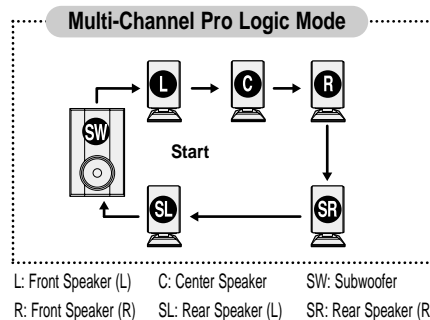 Multi-Channel Pro Logic Mode
L C R
SW
Start
SL SR
L: Front Speaker (L) C: Center Speaker SW: Subwoofer
R: Front Speaker (R) SL: Rear Speaker (L) SR: Rear Speaker (R